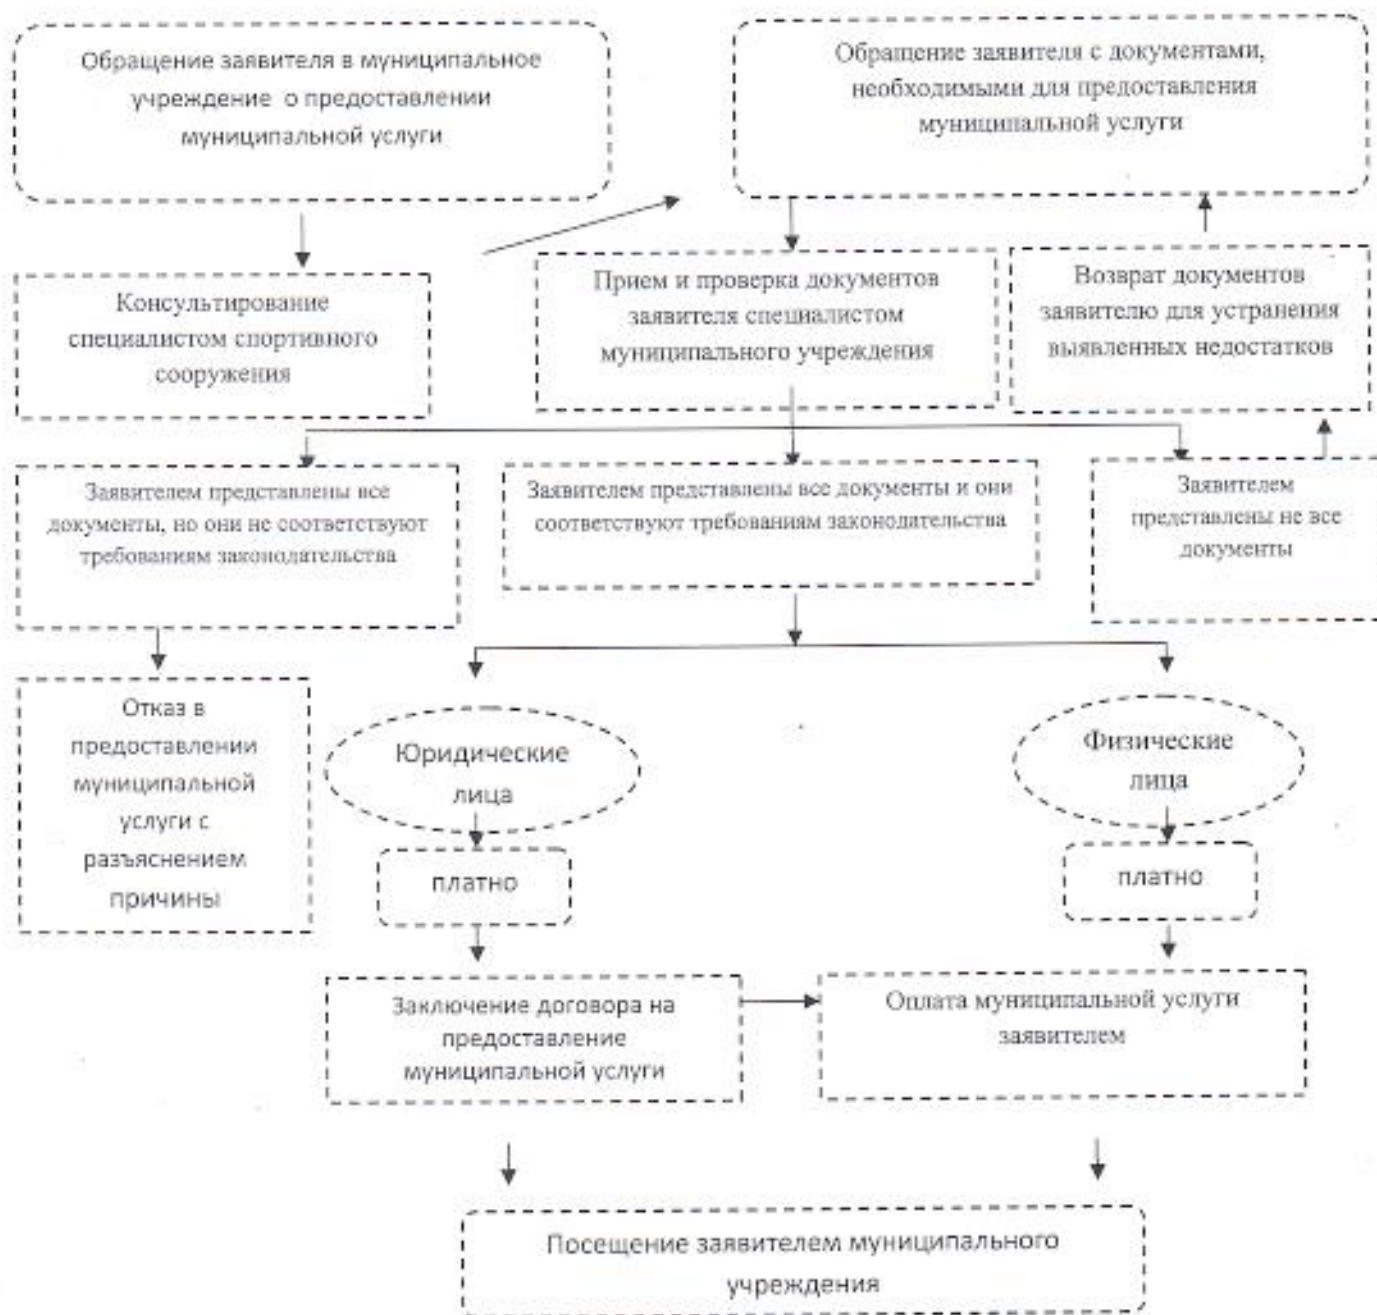 Обращение заявителя в муниципальное
учреждение о предоставлении
муниципальной услуги
Обращение заявителя с документами,
необходимыми для предоставления
муниципальной услуги
Консультирование
специалистом спортивного
сооружения
Прием и проверка документов
заявителя специалистом
муниципального учреждения
Возврат документов
заявителю для устранения
выявленных недостатков
Заявителем представлены все
документы, но они не соответствуют
требованиям законодательства
Заявителем представлены все документы и они
соответствуют требованиям законодательства
Заявителем
представлены не все
документы
Отказ в
предоставлении
муниципальной
услуги с
разъяснением
причины
Юридические
лица
Физические
лица
платно
платно
Заключение договора на
предоставление
муниципальной услуги
Оплата муниципальной услуги
заявителем
Посещение заявителем муниципального
учреждения